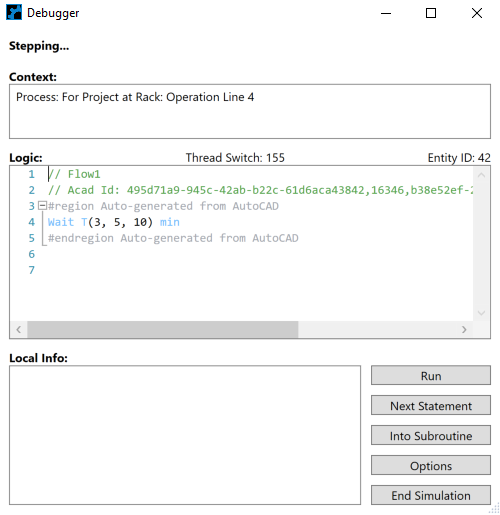 Debugger
Stepping...
Context:
Process: For Project at Rack: Operation Line 4
Logic: Thread Switch: 155 Entity ID: 42
1 // Flow1
2 // Acad Id: 495d71a9-945c-42ab-b22c-61d6aca43842,16346,b38e52ef-2
3 #region Auto-generated from AutoCAD
4 Wait T(3, 5, 10) min
5 #endregion Auto-generated from AutoCAD
6
7
Local Info:
Run
Next Statement
Into Subroutine
Options
End Simulation